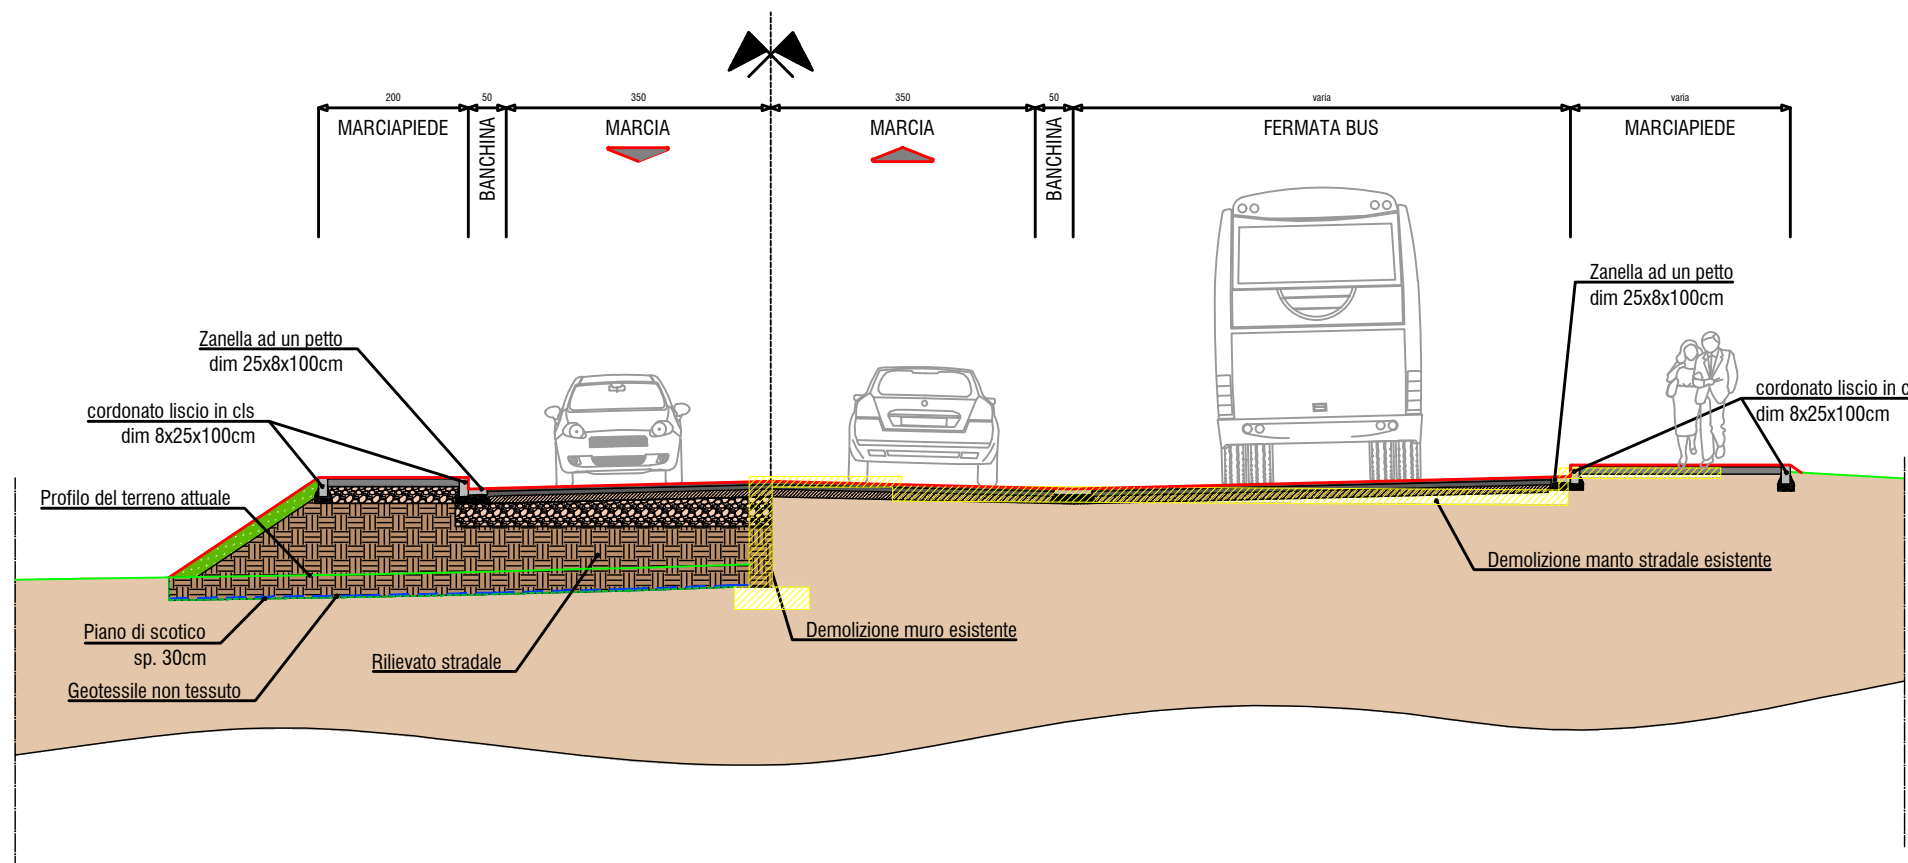 200
50
350
350
50
varia
varia
MARCIAPIEDE
BANCHINA
MARCIA
MARCIA
BANCHINA
FERMATA BUS
MARCIAPIEDE
Zanella ad un petto
dim 25x8x100cm
Zanella ad un petto
dim 25x8x100cm
cordonato liscio in c
dim 8x25x100cm
cordonato liscio in cls
dim 8x25x100cm
Profilo del terreno attuale
Demolizione manto stradale esistente
Piano di scotico
sp. 30cm
Demolizione muro esistente
Rilievato stradale
Geotessile non tessuto